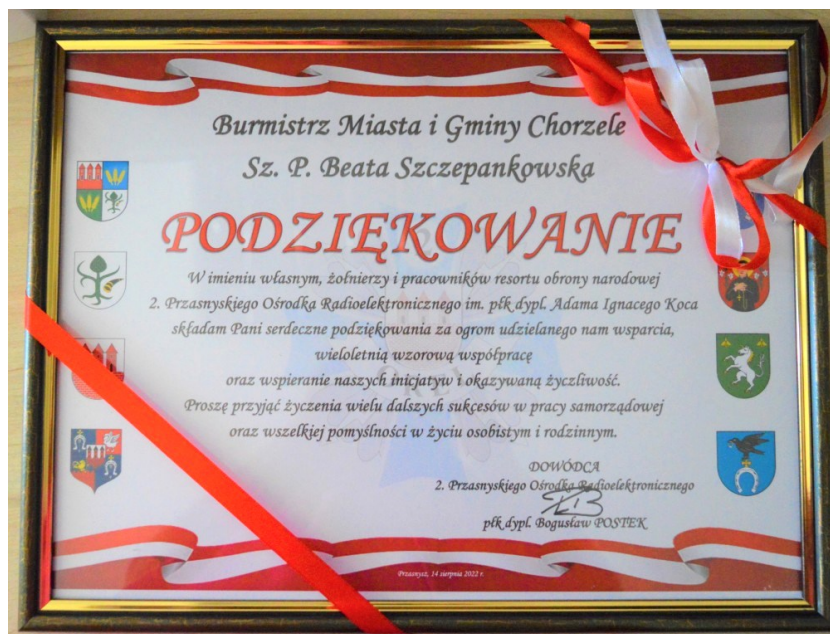 Burmistrz Miasta i Gminy Chorzele
Sz. P. Beata Szczepankowska
PODZIĘKOWANIE
W imieniu własnym, żołnierzy i pracowników resortu obrony narodowej
2. Przasnyskiego Ośrodka Radioelektronicznego im. płk dypl. Adama Ignacego Koca
składam Pani serdeczne podziękowania za ogrom udzielanego nam wsparcia,
wieloletnią wzorową współpracę
oraz wspieranie naszych inicjatyw i okazywaną życzliwość.
Proszę przyjąć życzenia wielu dalszych sukcesów w pracy samorządowej
oraz wszelkiej pomyślności w życiu osobistym i rodzinnym.
DOWÓDCA
2. Przasnyskiego Ośrodka Radioelektronicznego
płk dypl. Bogusław POSTEK
Przasnysz, 14 sierpnia 2022 r.